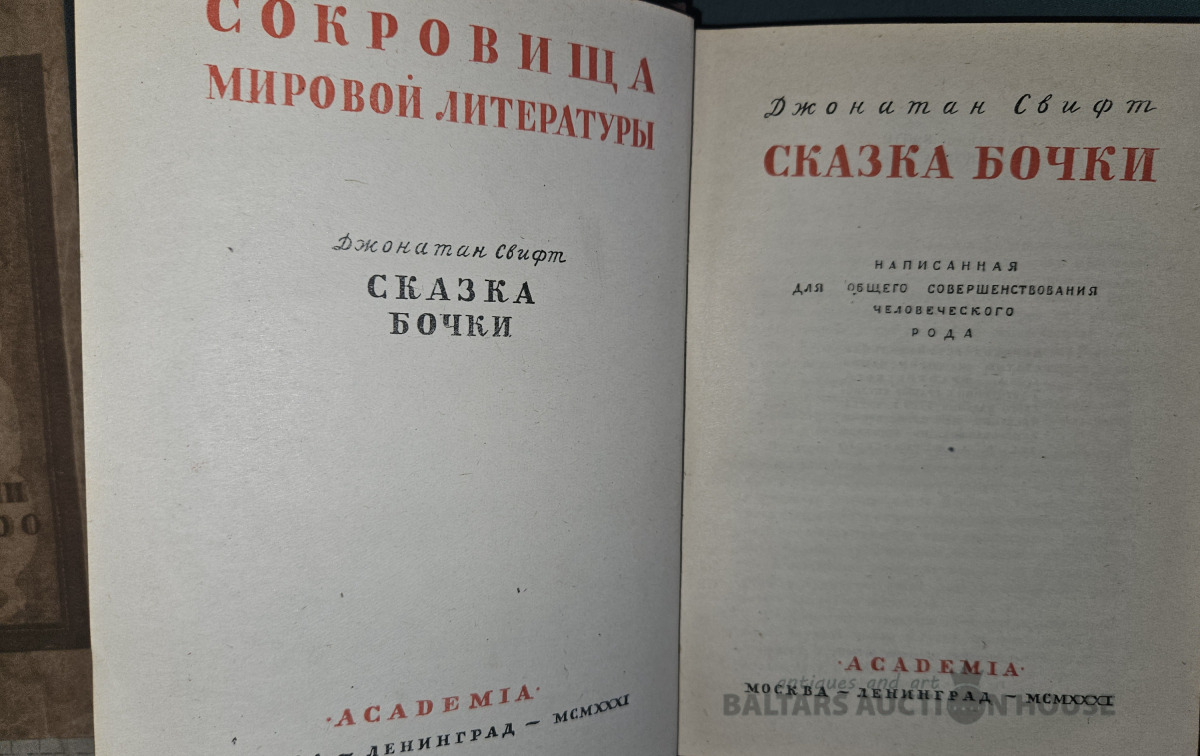 СОКРОВИЩА
МИРОВОЙ ЛИТЕРАТУРЫ
Джонатан Свифт
СКАЗКА
БОЧКИ
·ACADEMIA·
ЛЕНИНГРАД — MCMXXXI
Джонатан Свифт
СКАЗКА БОЧКИ
НАПИСАННАЯ
ДЛЯ ОБЩЕГО СОВЕРШЕНСТВОВАНИЯ
ЧЕЛОВЕЧЕСКОГО
РОДА
·ACADEMIA·
antiques and art
МОСКВА — ЛЕНИНГРАД — MCMXXXI
BALTARS AUCTION HOUSE